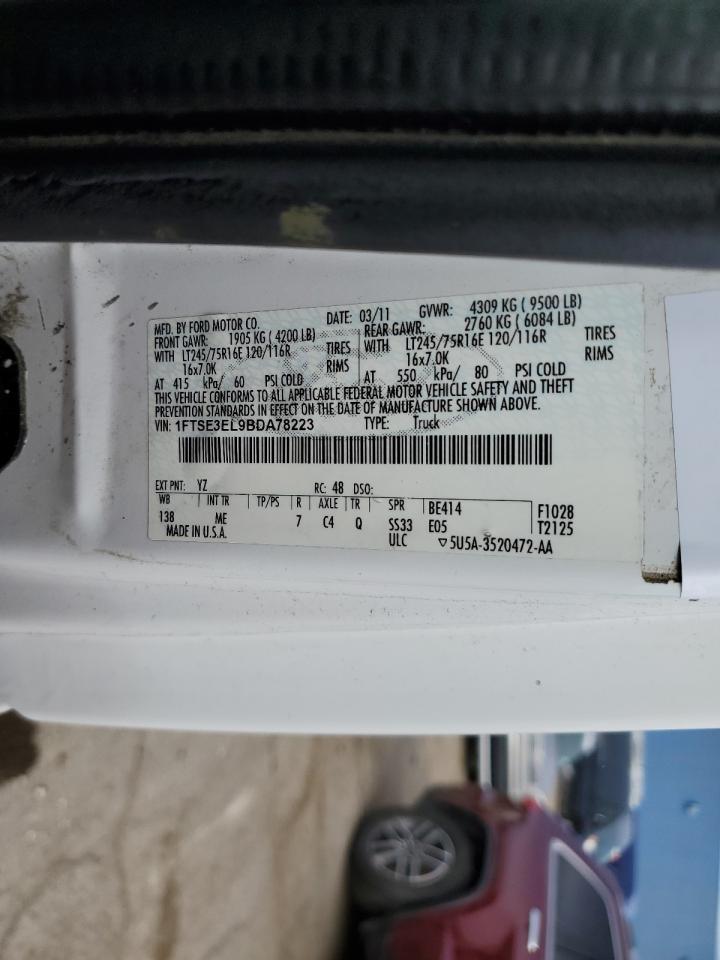 MFD. BY FORD MOTOR CO. DATE: 03/11 GVWR: 4309 KG ( 9500 LB)
FRONT GAWR: 1905 KG ( 4200 LB) REAR GAWR: 2760 KG ( 6084 LB)
WITH LT245/75R16E 120/116R TIRES WITH LT245/75R16E 120/116R TIRES
16x7.0K RIMS 16x7.0K RIMS
AT 415 kPa/ 60 PSI COLD AT 550 kPa/ 80 PSI COLD
THIS VEHICLE CONFORMS TO ALL APPLICABLE FEDERAL MOTOR VEHICLE SAFETY AND THEFT
PREVENTION STANDARDS IN EFFECT ON THE DATE OF MANUFACTURE SHOWN ABOVE.
VIN: 1FTSE3EL9BDA78223 TYPE: Truck
EXT PNT: YZ RC: 48 DSO:
WB INT TR TP/PS R AXLE TR SPR BE414 F1028
138 ME 7 C4 Q SS33 E05 T2125
MADE IN U.S.A. ULC ▽5U5A-3520472-AA